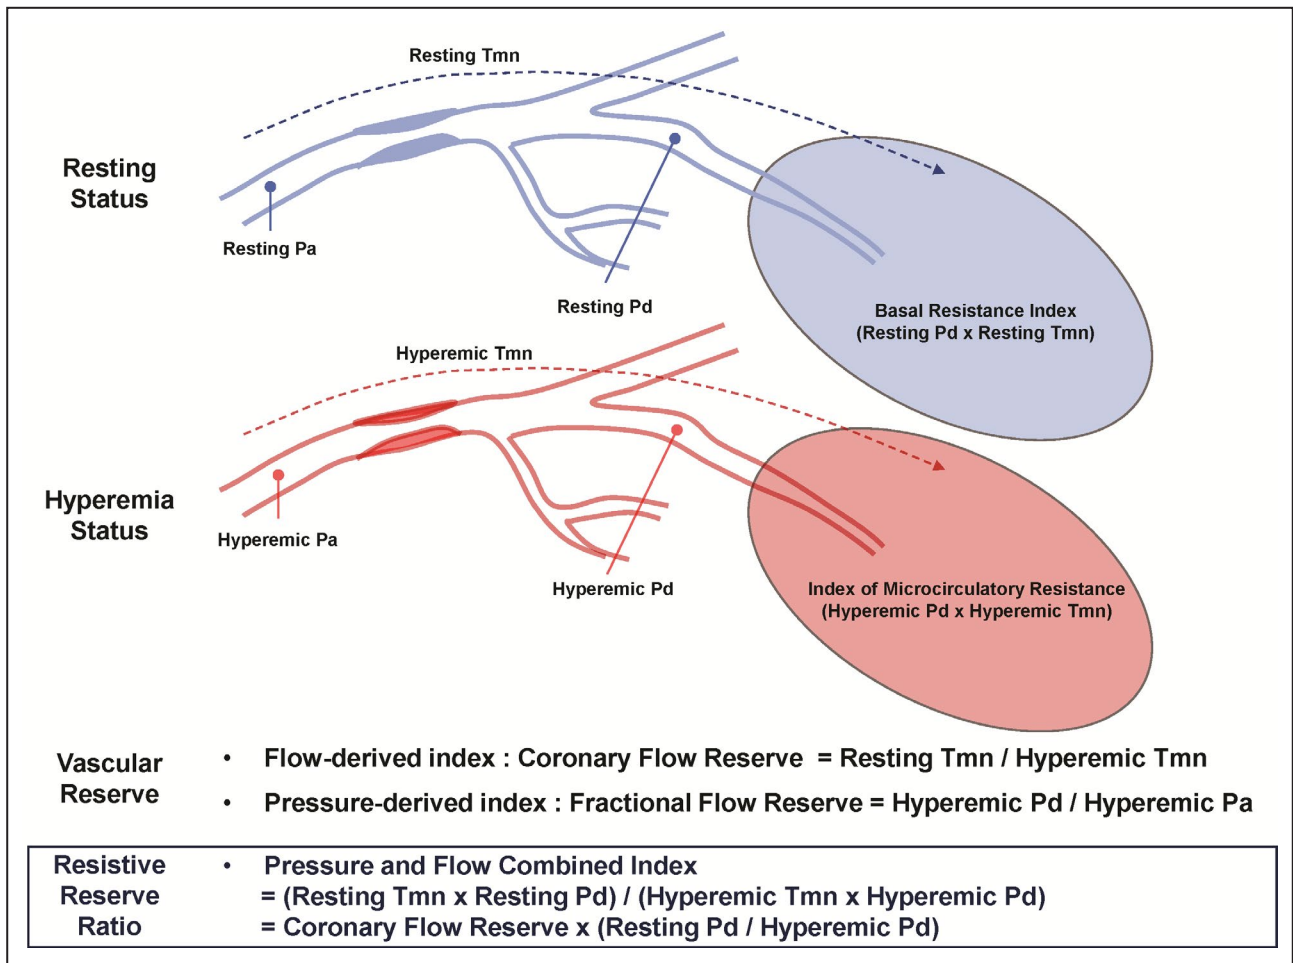 Resting Tmn
Resting
Status
Resting Pa
Resting Pd
Basal Resistance Index
(Resting Pd x Resting Tmn)
Hyperemic Tmn
Hyperemia
Status
Hyperemic Pa
Hyperemic Pd
Index of Microcirculatory Resistance
(Hyperemic Pd x Hyperemic Tmn)
Vascular
Reserve
• Flow-derived index : Coronary Flow Reserve = Resting Tmn / Hyperemic Tmn
• Pressure-derived index : Fractional Flow Reserve = Hyperemic Pd / Hyperemic Pa
Resistive
Reserve
Ratio
• Pressure and Flow Combined Index
= (Resting Tmn x Resting Pd) / (Hyperemic Tmn x Hyperemic Pd)
= Coronary Flow Reserve x (Resting Pd / Hyperemic Pd)